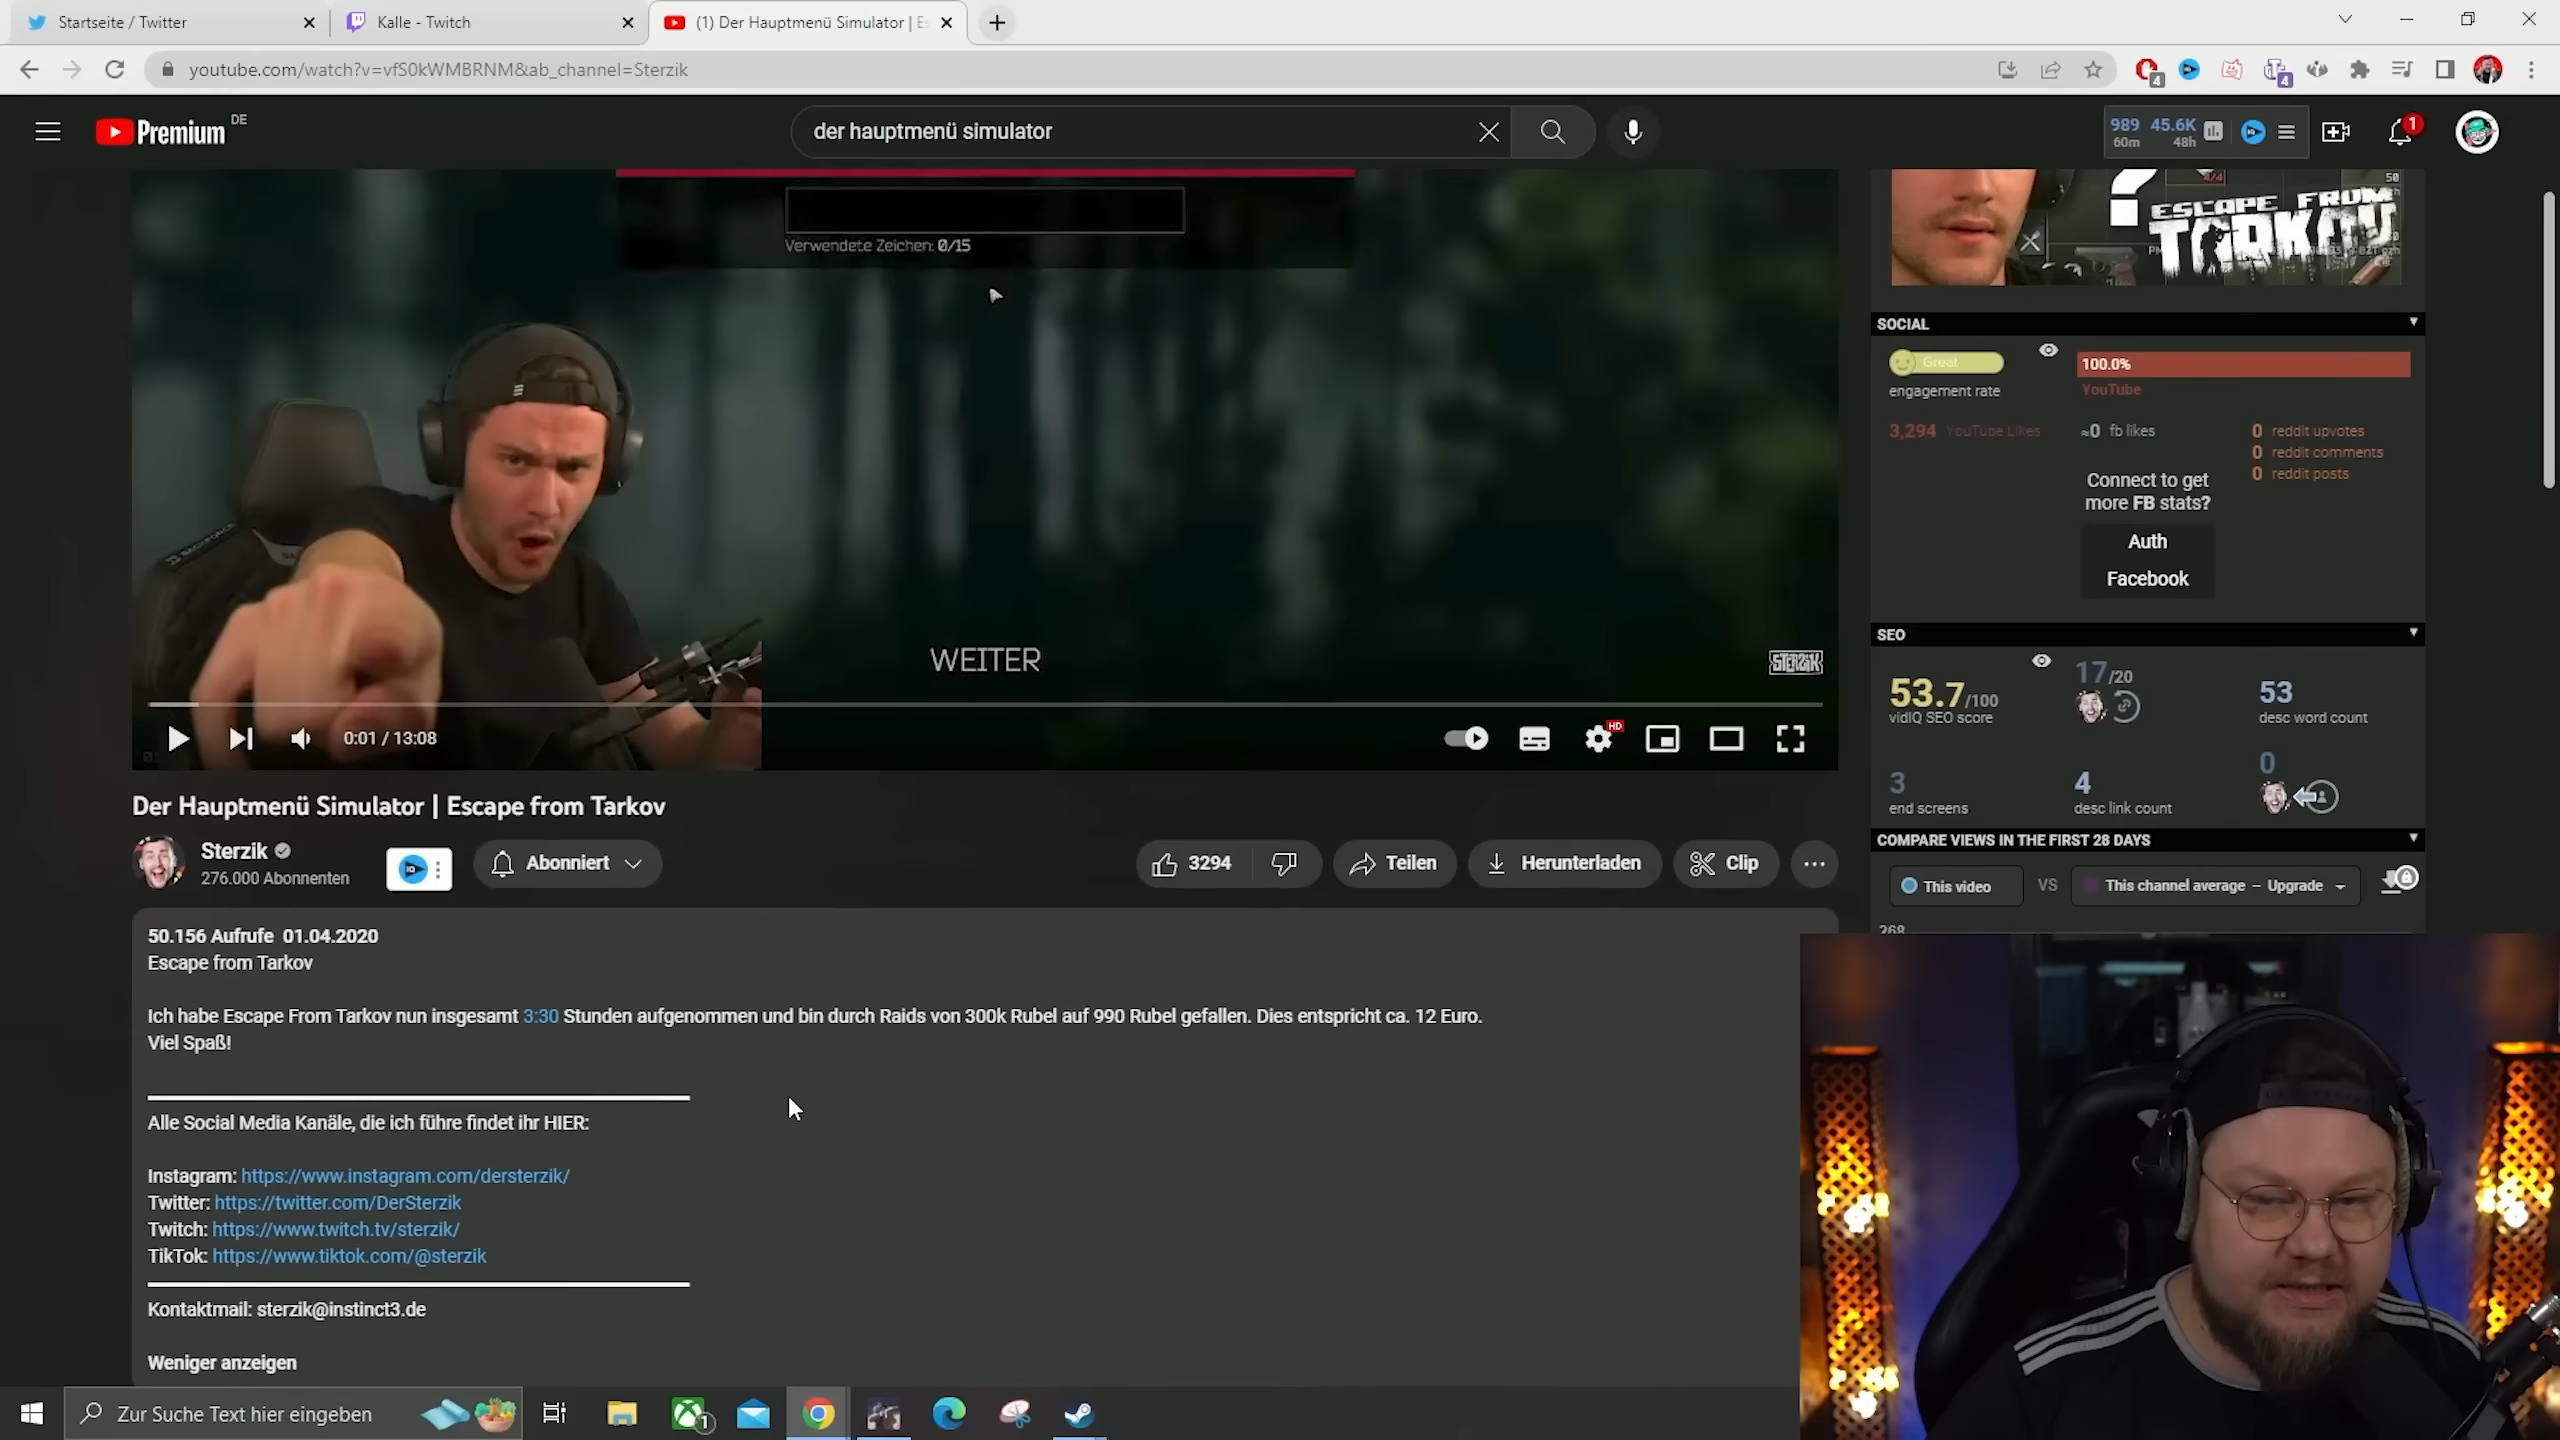 Startseite / Twitter
Kalle - Twitch
(1) Der Hauptmenü Simulator | Es
youtube.com/watch?v=vfS0kWMBRNM&ab_channel=Sterzik
4
4
Premium DE
der hauptmenü simulator
989 45.6K
60m 48h
1
Verwendete Zeichen: 0/15
WEITER
STERZIK
0:01 / 13:08
HD
ESCAPE FROM
TARKOV
50
SOCIAL
Great
engagement rate
100.0%
YouTube
3,294 YouTube Likes
≈0 fb likes
0 reddit upvotes
0 reddit comments
0 reddit posts
Connect to get
more FB stats?
Auth
Facebook
SEO
53.7/100
vidIQ SEO score
17/20
53
desc word count
3
end screens
4
desc link count
0
COMPARE VIEWS IN THE FIRST 28 DAYS
This video VS This channel average – Upgrade
268
Der Hauptmenü Simulator | Escape from Tarkov
Sterzik
276.000 Abonnenten
IQ
Abonniert
3294
Teilen
Herunterladen
Clip
50.156 Aufrufe 01.04.2020
Escape from Tarkov
Ich habe Escape From Tarkov nun insgesamt 3:30 Stunden aufgenommen und bin durch Raids von 300k Rubel auf 990 Rubel gefallen. Dies entspricht ca. 12 Euro.
Viel Spaß!
Alle Social Media Kanäle, die ich führe findet ihr HIER:
Instagram: https://www.instagram.com/dersterzik/
Twitter: https://twitter.com/DerSterzik
Twitch: https://www.twitch.tv/sterzik/
TikTok: https://www.tiktok.com/@sterzik
Kontaktmail: sterzik@instinct3.de
Weniger anzeigen
Zur Suche Text hier eingeben
1